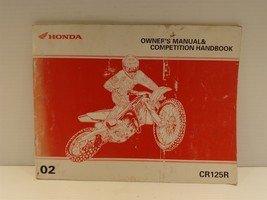 HONDA
OWNER'S MANUAL&
COMPETITION HANDBOOK
02
CR125R